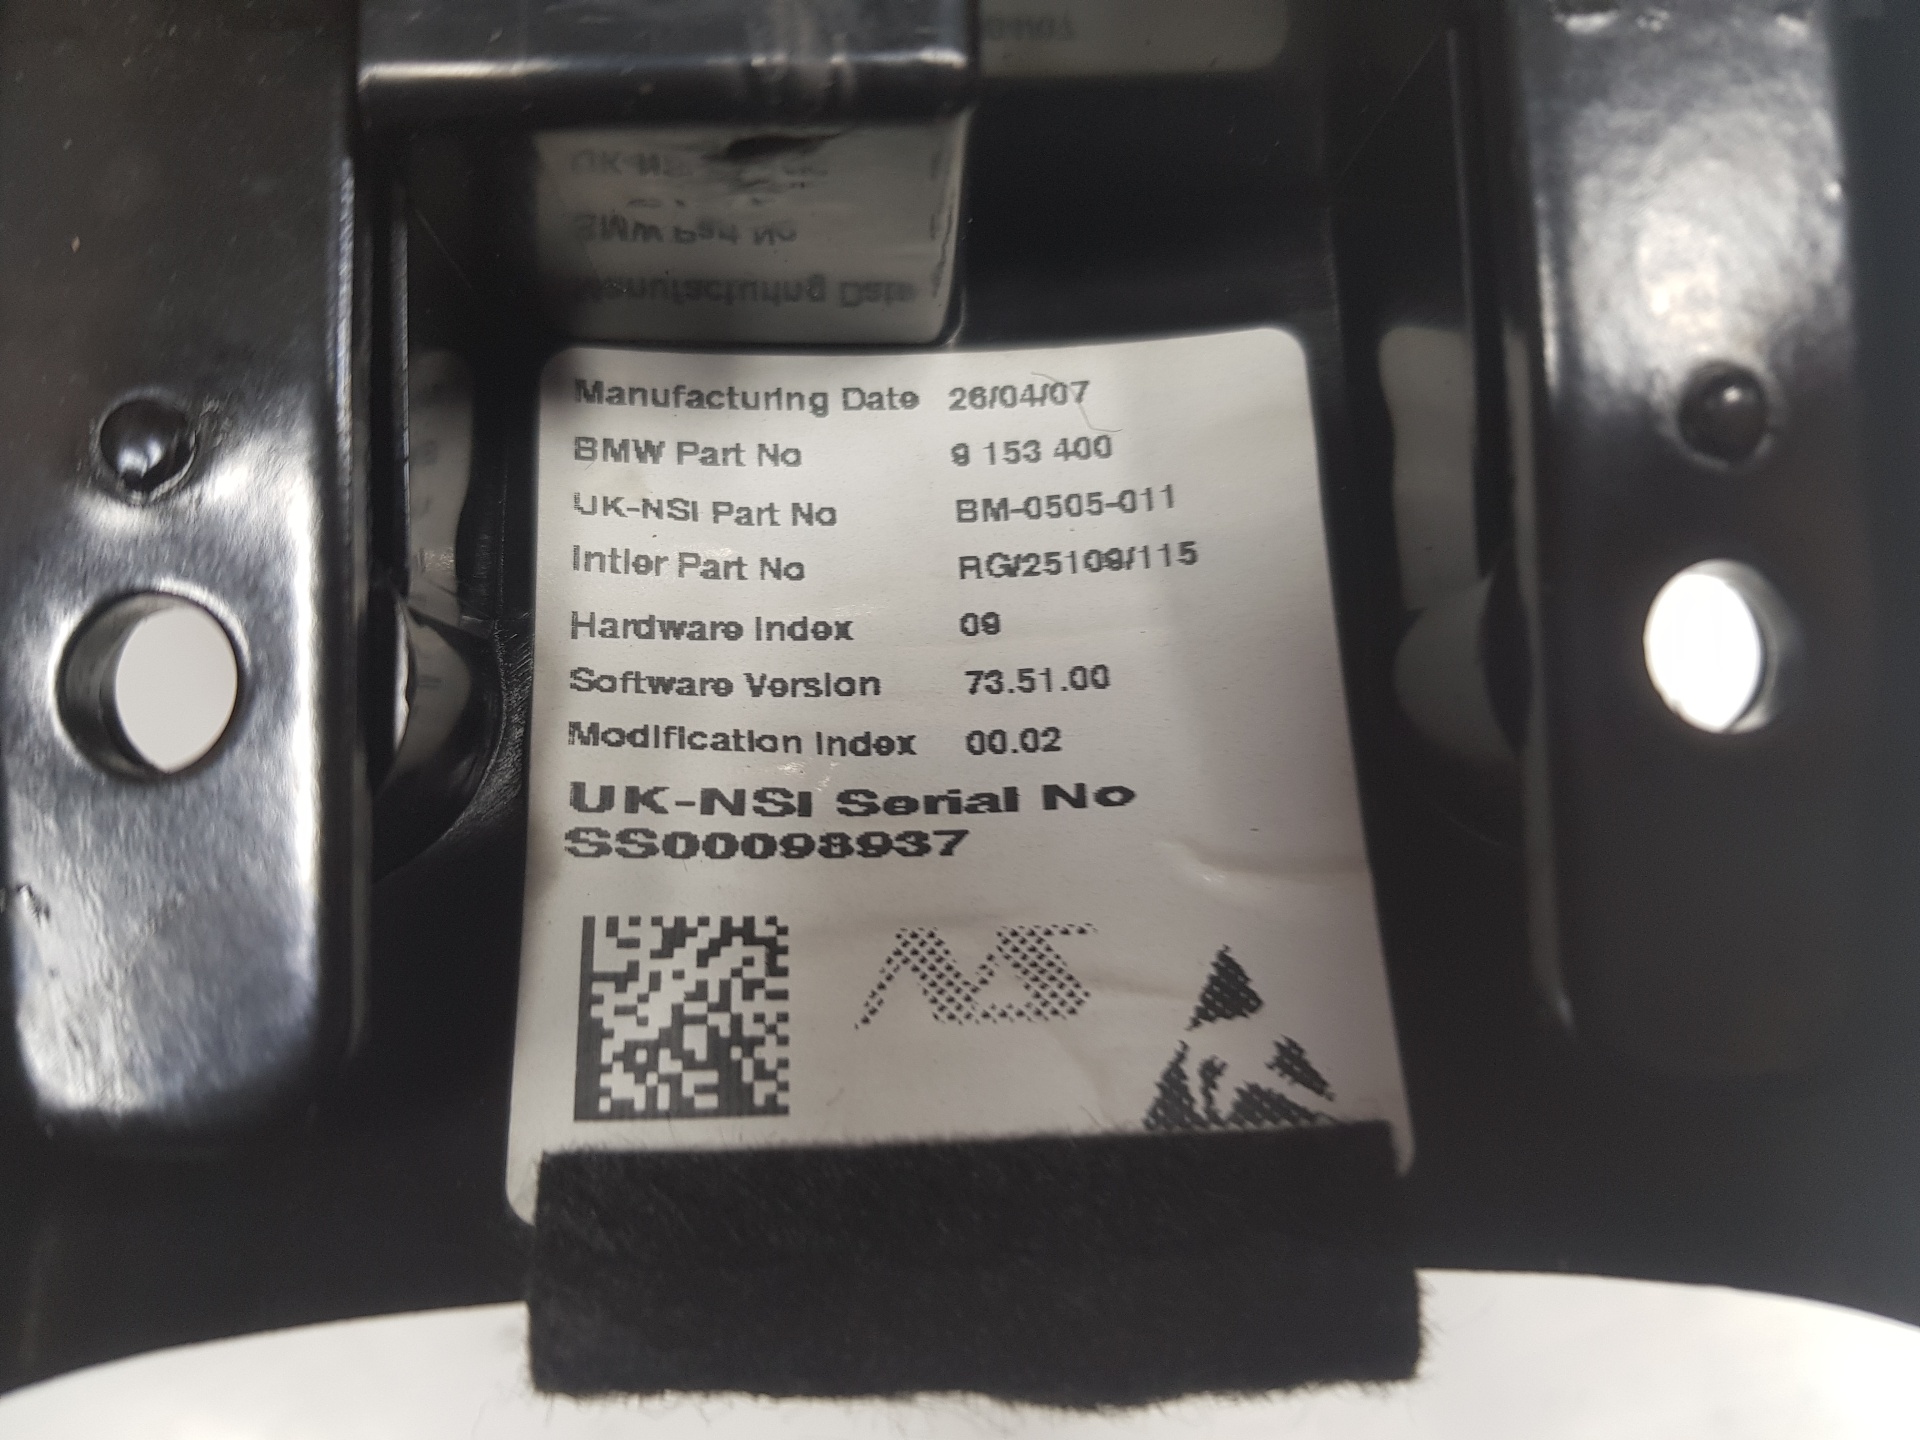 Manufacturing Date 26/04/07
BMW Part No 9 153 400
UK-NSI Part No BM-0505-011
Intier Part No RG/25109/115
Hardware Index 09
Software Version 73.51.00
Modification Index 00.02
UK-NSI Serial No
SS00098937